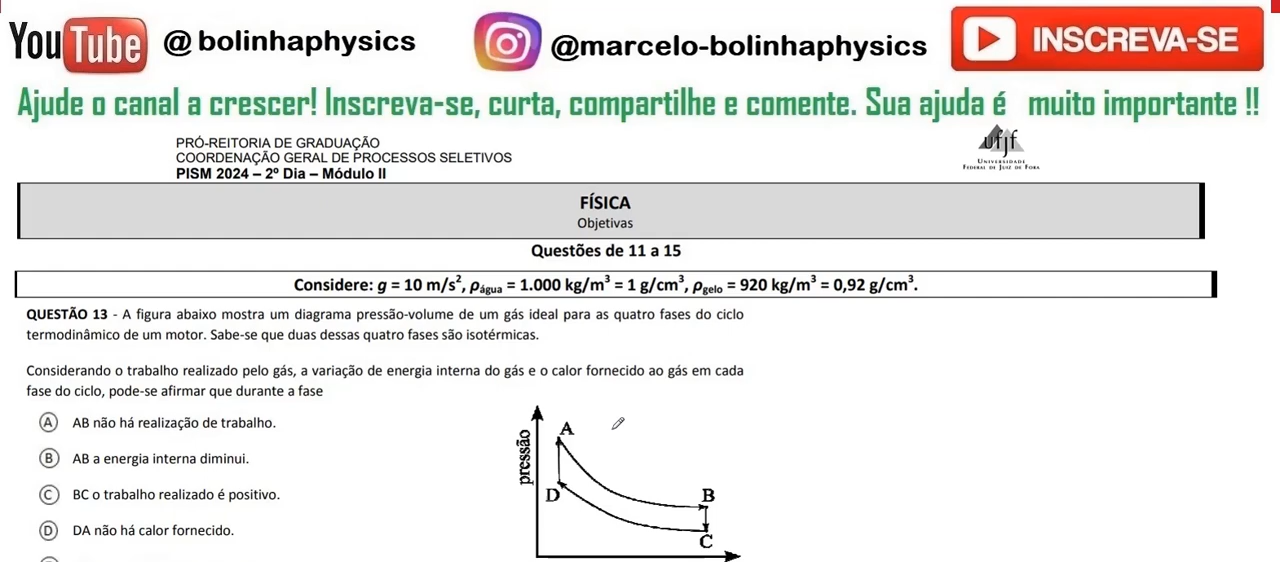 YouTube @bolinhaphysics @marcelo-bolinhaphysics INSCREVA-SE
Ajude o canal a crescer! Inscreva-se, curta, compartilhe e comente. Sua ajuda é muito importante !!
PRÓ-REITORIA DE GRADUAÇÃO
COORDENAÇÃO GERAL DE PROCESSOS SELETIVOS
PISM 2024 – 2º Dia – Módulo II
ufjf
UNIVERSIDADE
FEDERAL DE JUIZ DE FORA
FÍSICA
Objetivas
Questões de 11 a 15
Considere: g = 10 m/s², ρágua = 1.000 kg/m³ = 1 g/cm³, ρgelo = 920 kg/m³ = 0,92 g/cm³.
QUESTÃO 13 - A figura abaixo mostra um diagrama pressão-volume de um gás ideal para as quatro fases do ciclo
termodinâmico de um motor. Sabe-se que duas dessas quatro fases são isotérmicas.
Considerando o trabalho realizado pelo gás, a variação de energia interna do gás e o calor fornecido ao gás em cada
fase do ciclo, pode-se afirmar que durante a fase
A AB não há realização de trabalho.
B AB a energia interna diminui.
C BC o trabalho realizado é positivo.
D DA não há calor fornecido.
pressão
A
D
B
C